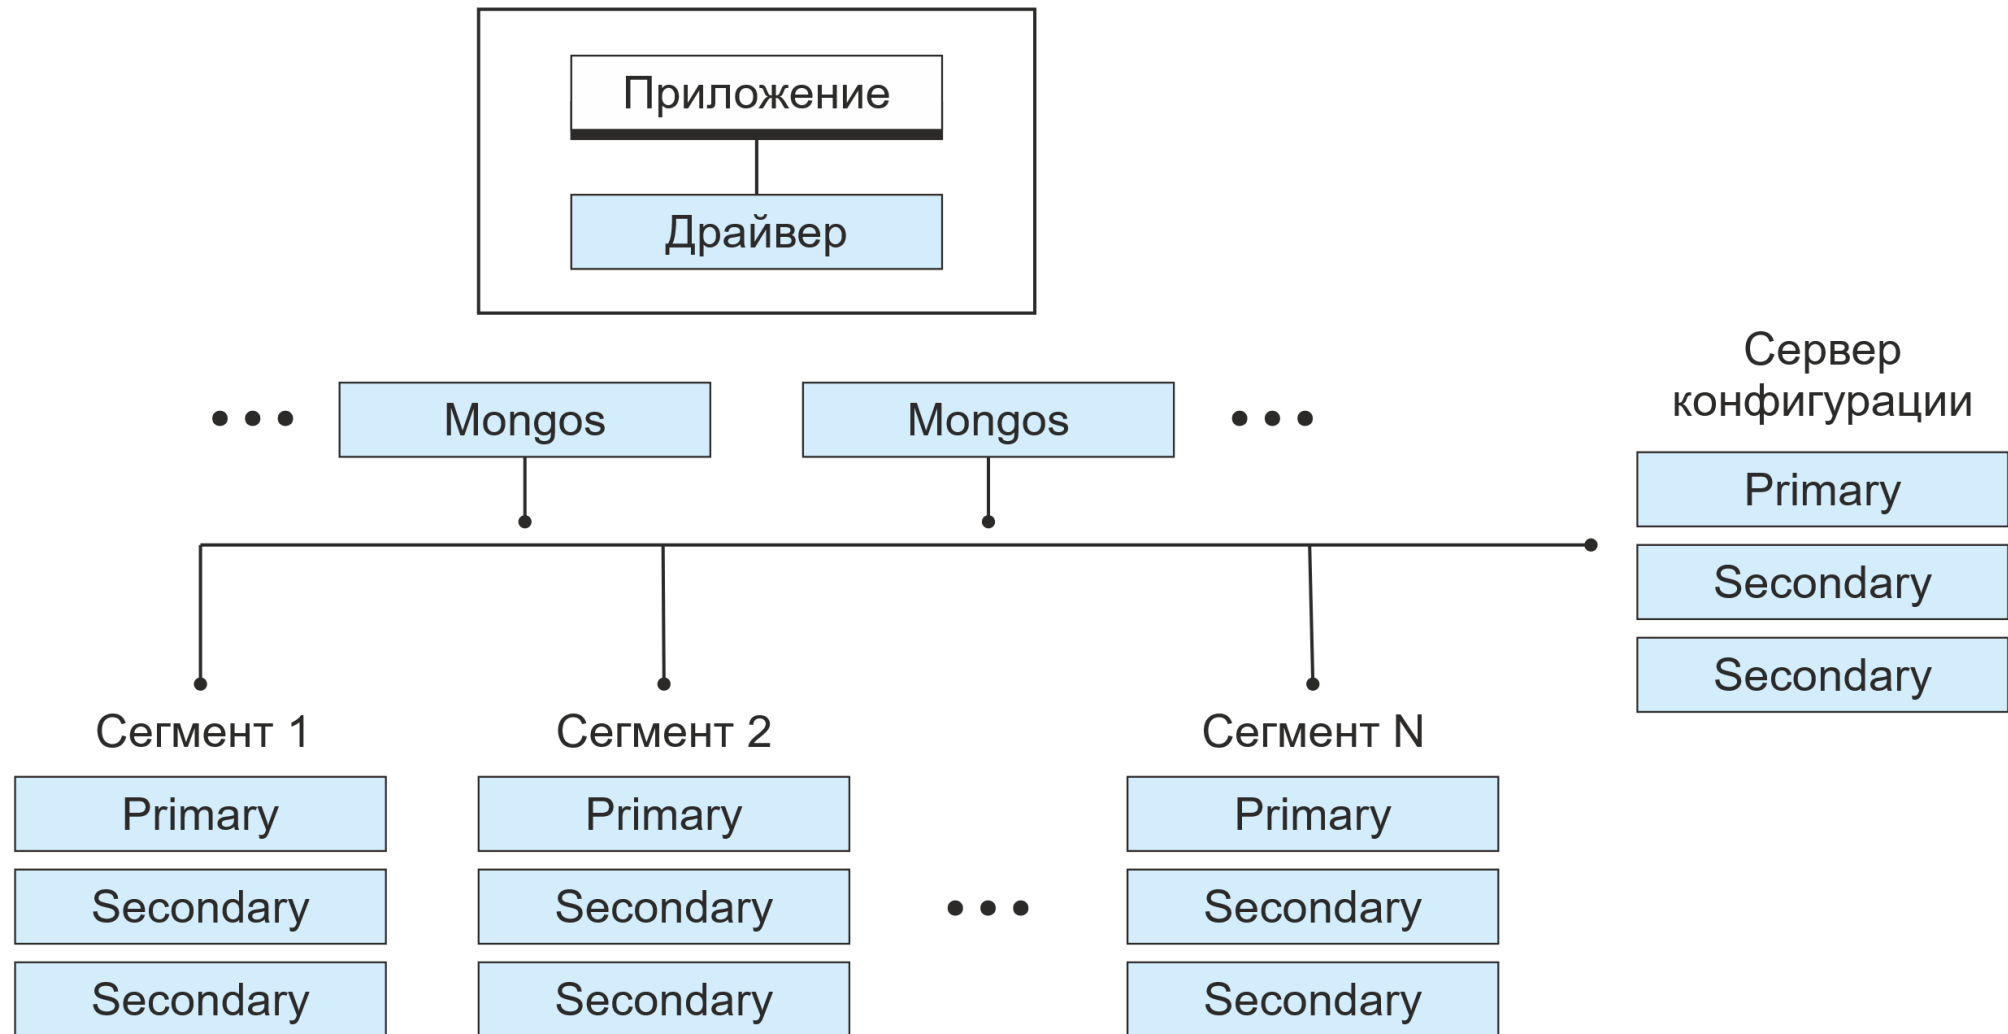 Приложение
Драйвер
Сервер
конфигурации
Mongos
Mongos
Primary
Secondary
Secondary
Сегмент 1
Сегмент 2
Сегмент N
Primary
Primary
Primary
Secondary
Secondary
Secondary
Secondary
Secondary
Secondary